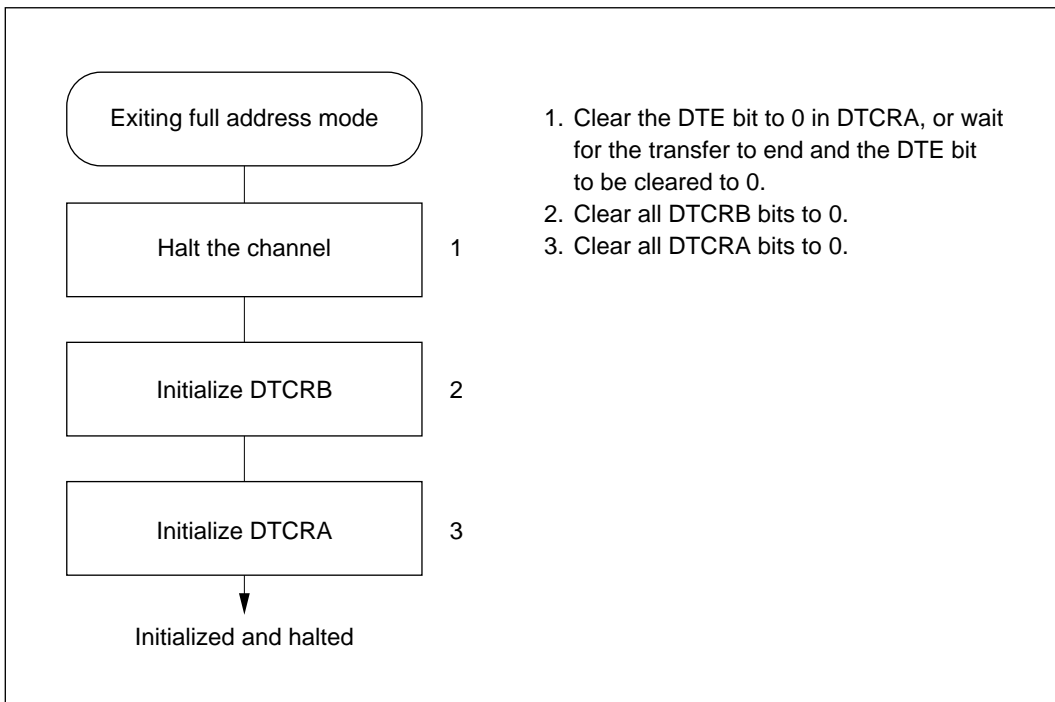 Exiting full address mode
Halt the channel
1
Initialize DTCRB
2
Initialize DTCRA
3
Initialized and halted
1. Clear the DTE bit to 0 in DTCRA, or wait
for the transfer to end and the DTE bit
to be cleared to 0.
2. Clear all DTCRB bits to 0.
3. Clear all DTCRA bits to 0.